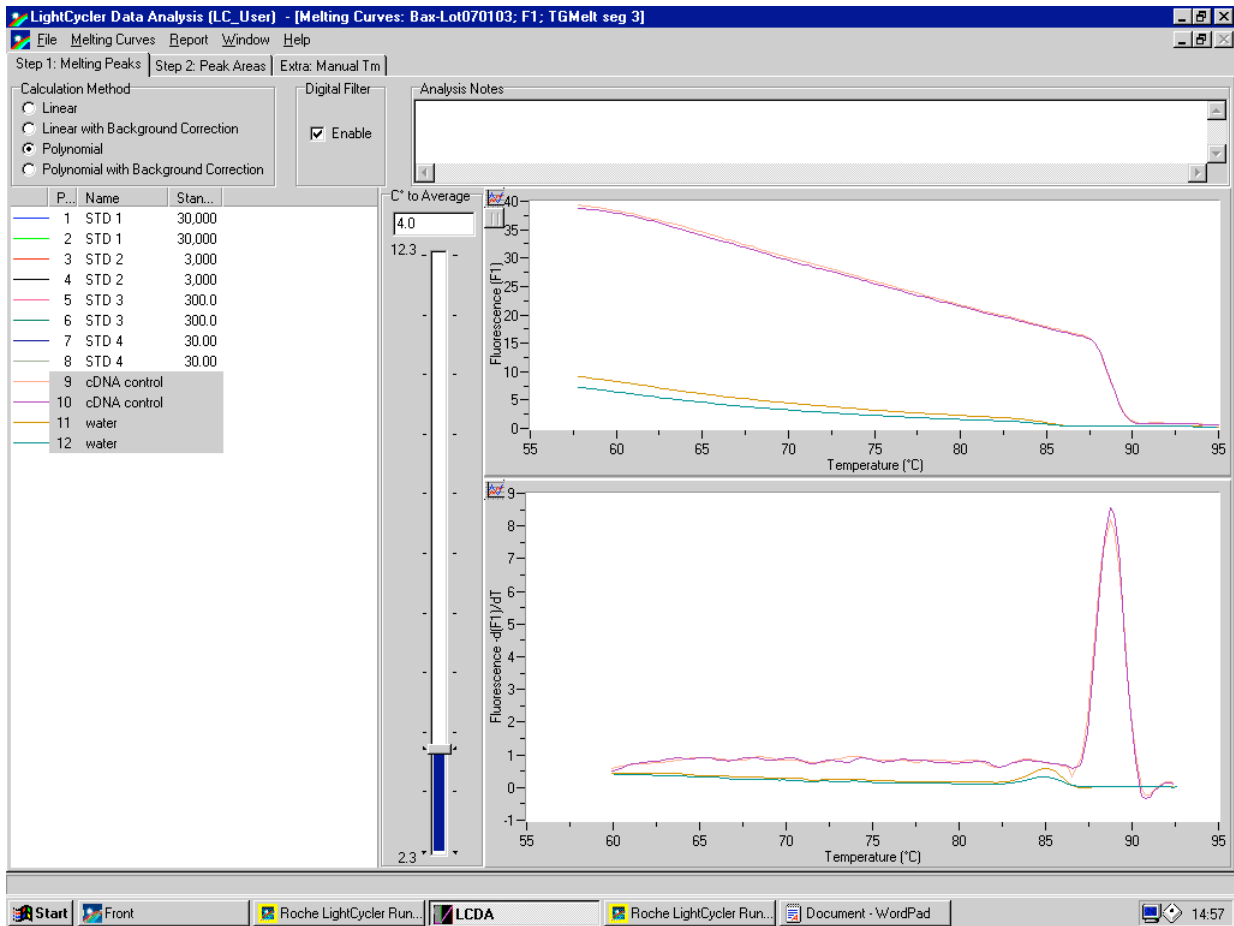 LightCycler Data Analysis (LC_User) - [Melting Curves: Bax-Lot070103; F1; TGMelt seg 3]
File Melting Curves Report Window Help
Step 1: Melting Peaks Step 2: Peak Areas Extra: Manual Tm
Calculation Method
Linear
Linear with Background Correction
Polynomial
Polynomial with Background Correction
Digital Filter
Enable
Analysis Notes
P... Name Stan...
1 STD 1 30,000
2 STD 1 30,000
3 STD 2 3,000
4 STD 2 3,000
5 STD 3 300.0
6 STD 3 300.0
7 STD 4 30.00
8 STD 4 30.00
9 cDNA control
10 cDNA control
11 water
12 water
C° to Average
4.0
12.3
2.3
Fluorescence (F1)
40
35
30
25
20
15
10
5
0
55 60 65 70 75 80 85 90 95
Temperature (°C)
Fluorescence -d(F1)/dT
9
8
7
6
5
4
3
2
1
0
-1
55 60 65 70 75 80 85 90 95
Temperature (°C)
Start Front Roche LightCycler Run... LCDA Roche LightCycler Run... Document - WordPad 14:57